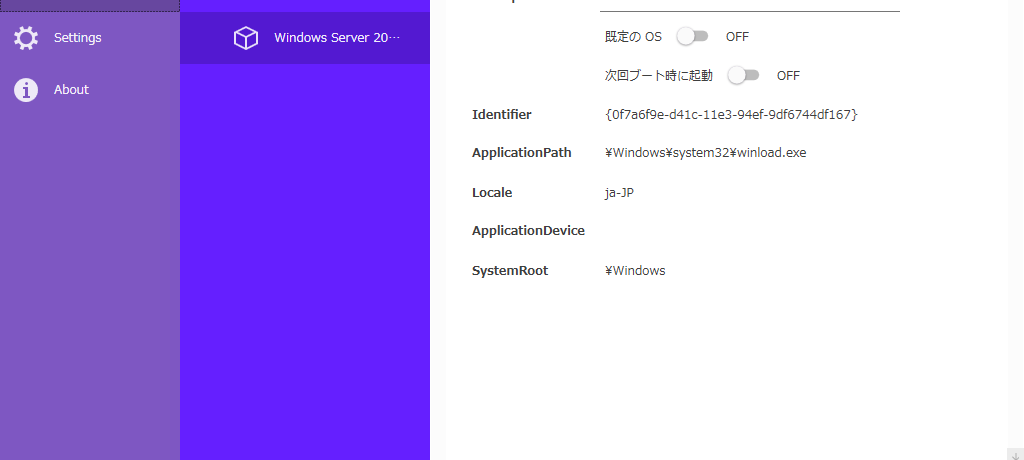 Settings
About
Windows Server 20…
既定の OS OFF
次回ブート時に起動 OFF
Identifier {0f7a6f9e-d41c-11e3-94ef-9df6744df167}
ApplicationPath ¥Windows¥system32¥winload.exe
Locale ja-JP
ApplicationDevice
SystemRoot ¥Windows